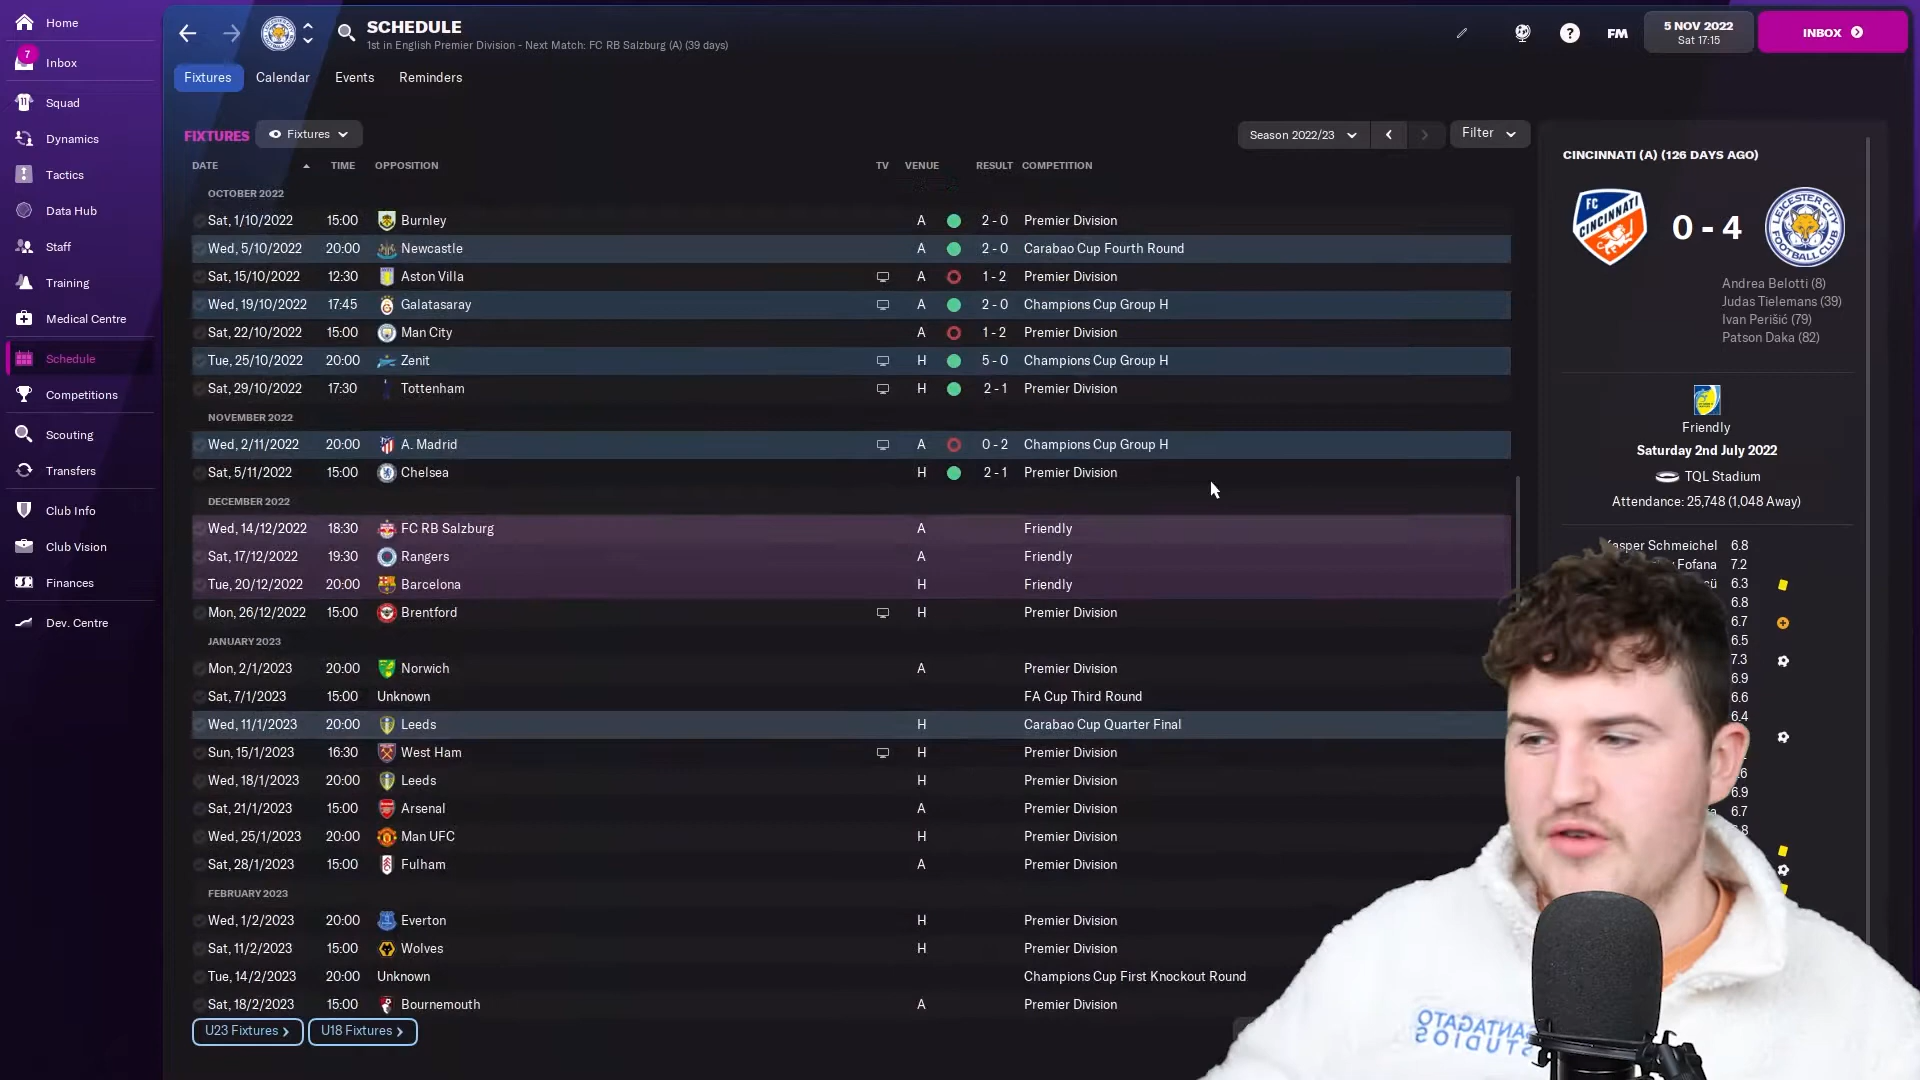 Home
7
Inbox
Squad
Dynamics
Tactics
Data Hub
Staff
Training
Medical Centre
Schedule
Competitions
Scouting
Transfers
Club Info
Club Vision
Finances
Dev. Centre
SCHEDULE
1st in English Premier Division - Next Match: FC RB Salzburg (A) (39 days)
? FM 5 NOV 2022
Sat 17:15
INBOX
Fixtures Calendar Events Reminders
FIXTURES Fixtures Season 2022/23 Filter
DATE TIME OPPOSITION TV VENUE RESULT COMPETITION
OCTOBER 2022
Sat, 1/10/2022 15:00 Burnley A 2 - 0 Premier Division
Wed, 5/10/2022 20:00 Newcastle A 2 - 0 Carabao Cup Fourth Round
Sat, 15/10/2022 12:30 Aston Villa A 1 - 2 Premier Division
Wed, 19/10/2022 17:45 Galatasaray A 2 - 0 Champions Cup Group H
Sat, 22/10/2022 15:00 Man City A 1 - 2 Premier Division
Tue, 25/10/2022 20:00 Zenit H 5 - 0 Champions Cup Group H
Sat, 29/10/2022 17:30 Tottenham H 2 - 1 Premier Division
NOVEMBER 2022
Wed, 2/11/2022 20:00 A. Madrid A 0 - 2 Champions Cup Group H
Sat, 5/11/2022 15:00 Chelsea H 2 - 1 Premier Division
DECEMBER 2022
Wed, 14/12/2022 18:30 FC RB Salzburg A Friendly
Sat, 17/12/2022 19:30 Rangers A Friendly
Tue, 20/12/2022 20:00 Barcelona H Friendly
Mon, 26/12/2022 15:00 Brentford H Premier Division
JANUARY 2023
Mon, 2/1/2023 20:00 Norwich A Premier Division
Sat, 7/1/2023 15:00 Unknown FA Cup Third Round
Wed, 11/1/2023 20:00 Leeds H Carabao Cup Quarter Final
Sun, 15/1/2023 16:30 West Ham H Premier Division
Wed, 18/1/2023 20:00 Leeds H Premier Division
Sat, 21/1/2023 15:00 Arsenal A Premier Division
Wed, 25/1/2023 20:00 Man UFC H Premier Division
Sat, 28/1/2023 15:00 Fulham A Premier Division
FEBRUARY 2023
Wed, 1/2/2023 20:00 Everton H Premier Division
Sat, 11/2/2023 15:00 Wolves H Premier Division
Tue, 14/2/2023 20:00 Unknown Champions Cup First Knockout Round
Sat, 18/2/2023 15:00 Bournemouth A Premier Division
U23 Fixtures U18 Fixtures
CINCINNATI (A) (126 DAYS AGO)
FC CINCINNATI 0 - 4 LEICESTER CITY FOOTBALL CLUB
Andrea Belotti (8)
Judas Tielemans (39)
Ivan Perišić (79)
Patson Daka (82)
Friendly
Saturday 2nd July 2022
TQL Stadium
Attendance: 25,748 (1,048 Away)
Kasper Schmeichel 6.8
Fofana 7.2
6.3
6.8
6.7
6.5
7.3
6.9
6.6
6.4
6.9
6.7
SANTAGATO
STUDIOS